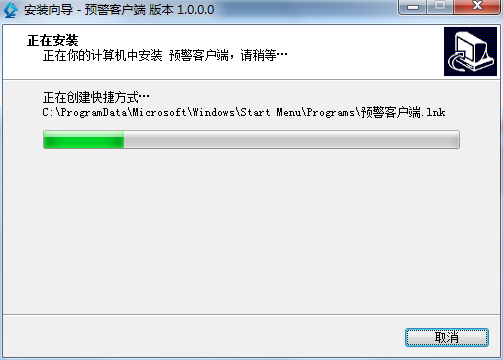 安装向导 - 预警客户端 版本 1.0.0.0
正在安装
正在你的计算机中安装 预警客户端，请稍等…
正在创建快捷方式…
C:\ProgramData\Microsoft\Windows\Start Menu\Programs\预警客户端.lnk
取消